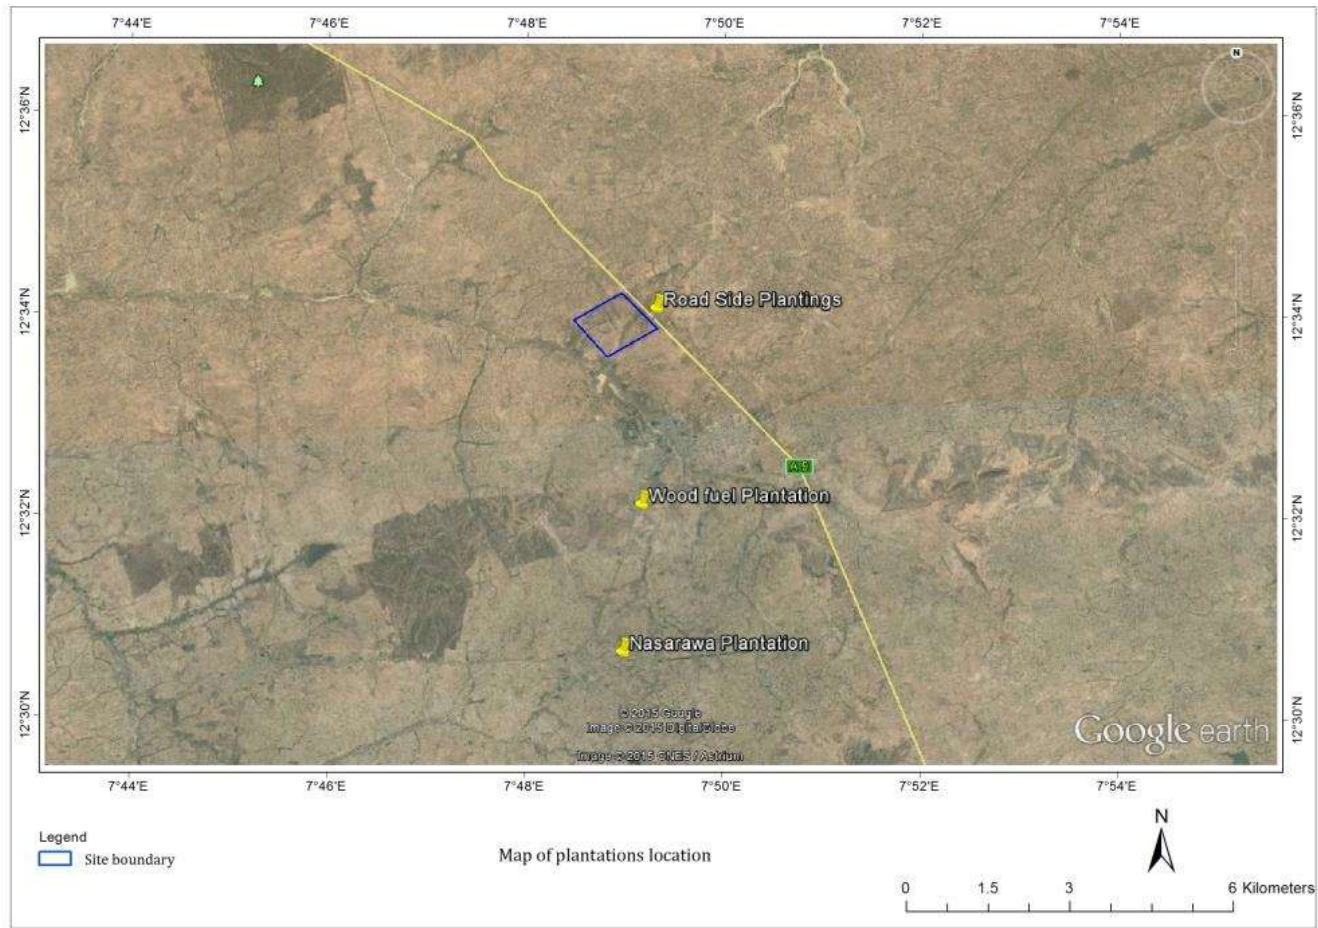 7°44'E 7°46'E 7°48'E 7°50'E 7°52'E 7°54'E
N
12°36'N 12°36'N
Road Side Plantings
12°34'N 12°34'N
A 9
Wood fuel Plantation
12°32'N 12°32'N
Nasarawa Plantation
© 2015 Google
Image © 2015 DigitalGlobe
12°30'N 12°30'N
Google earth
Image © 2015 CNES / Astrium
7°44'E 7°46'E 7°48'E 7°50'E 7°52'E 7°54'E
N
Legend
Site boundary
Map of plantations location
0 1.5 3 6 Kilometers